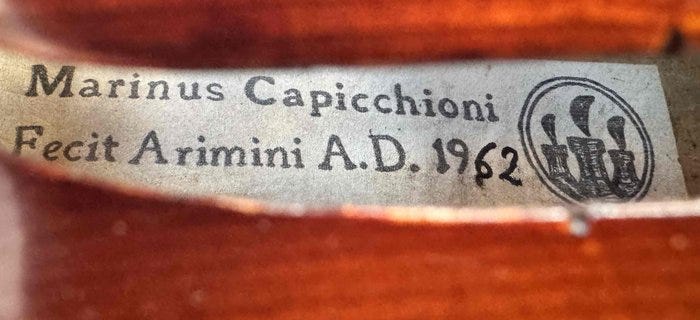 Marinus Capicchioni
Fecit Arimini A.D. 1962